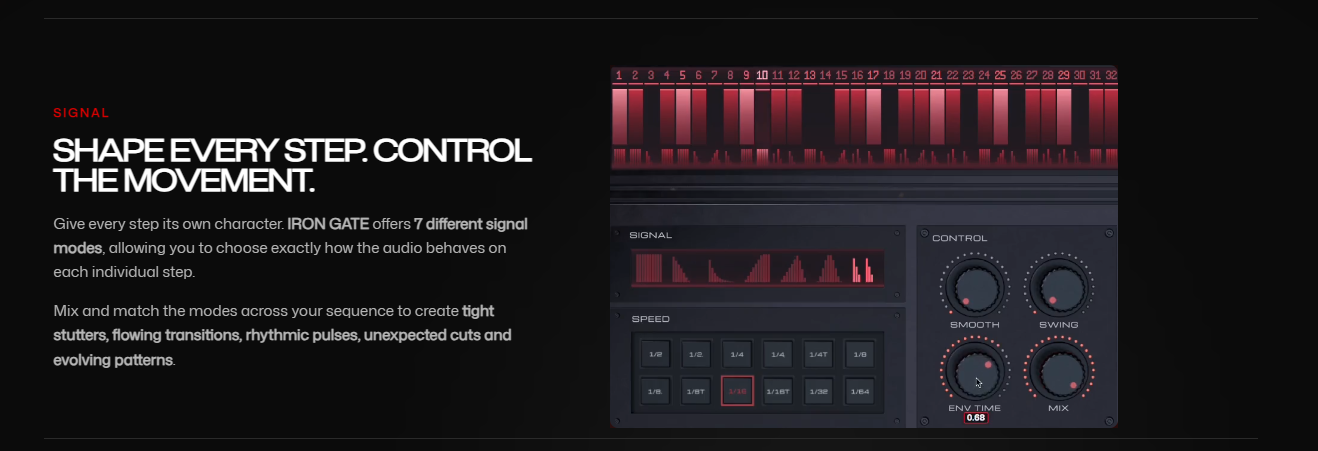 SIGNAL
SHAPE EVERY STEP. CONTROL
THE MOVEMENT.
Give every step its own character. IRON GATE offers 7 different signal
modes, allowing you to choose exactly how the audio behaves on
each individual step.
Mix and match the modes across your sequence to create tight
stutters, flowing transitions, rhythmic pulses, unexpected cuts and
evolving patterns.
1 2 3 4 5 6 7 8 9 10 11 12 13 14 15 16 17 18 19 20 21 22 23 24 25 26 27 28 29 30 31 32
SIGNAL
CONTROL
SMOOTH SWING
SPEED
1/2 1/2. 1/4 1/4. 1/4T 1/8
1/8. 1/8T 1/16 1/16T 1/32 1/64
ENV TIME MIX
0.68